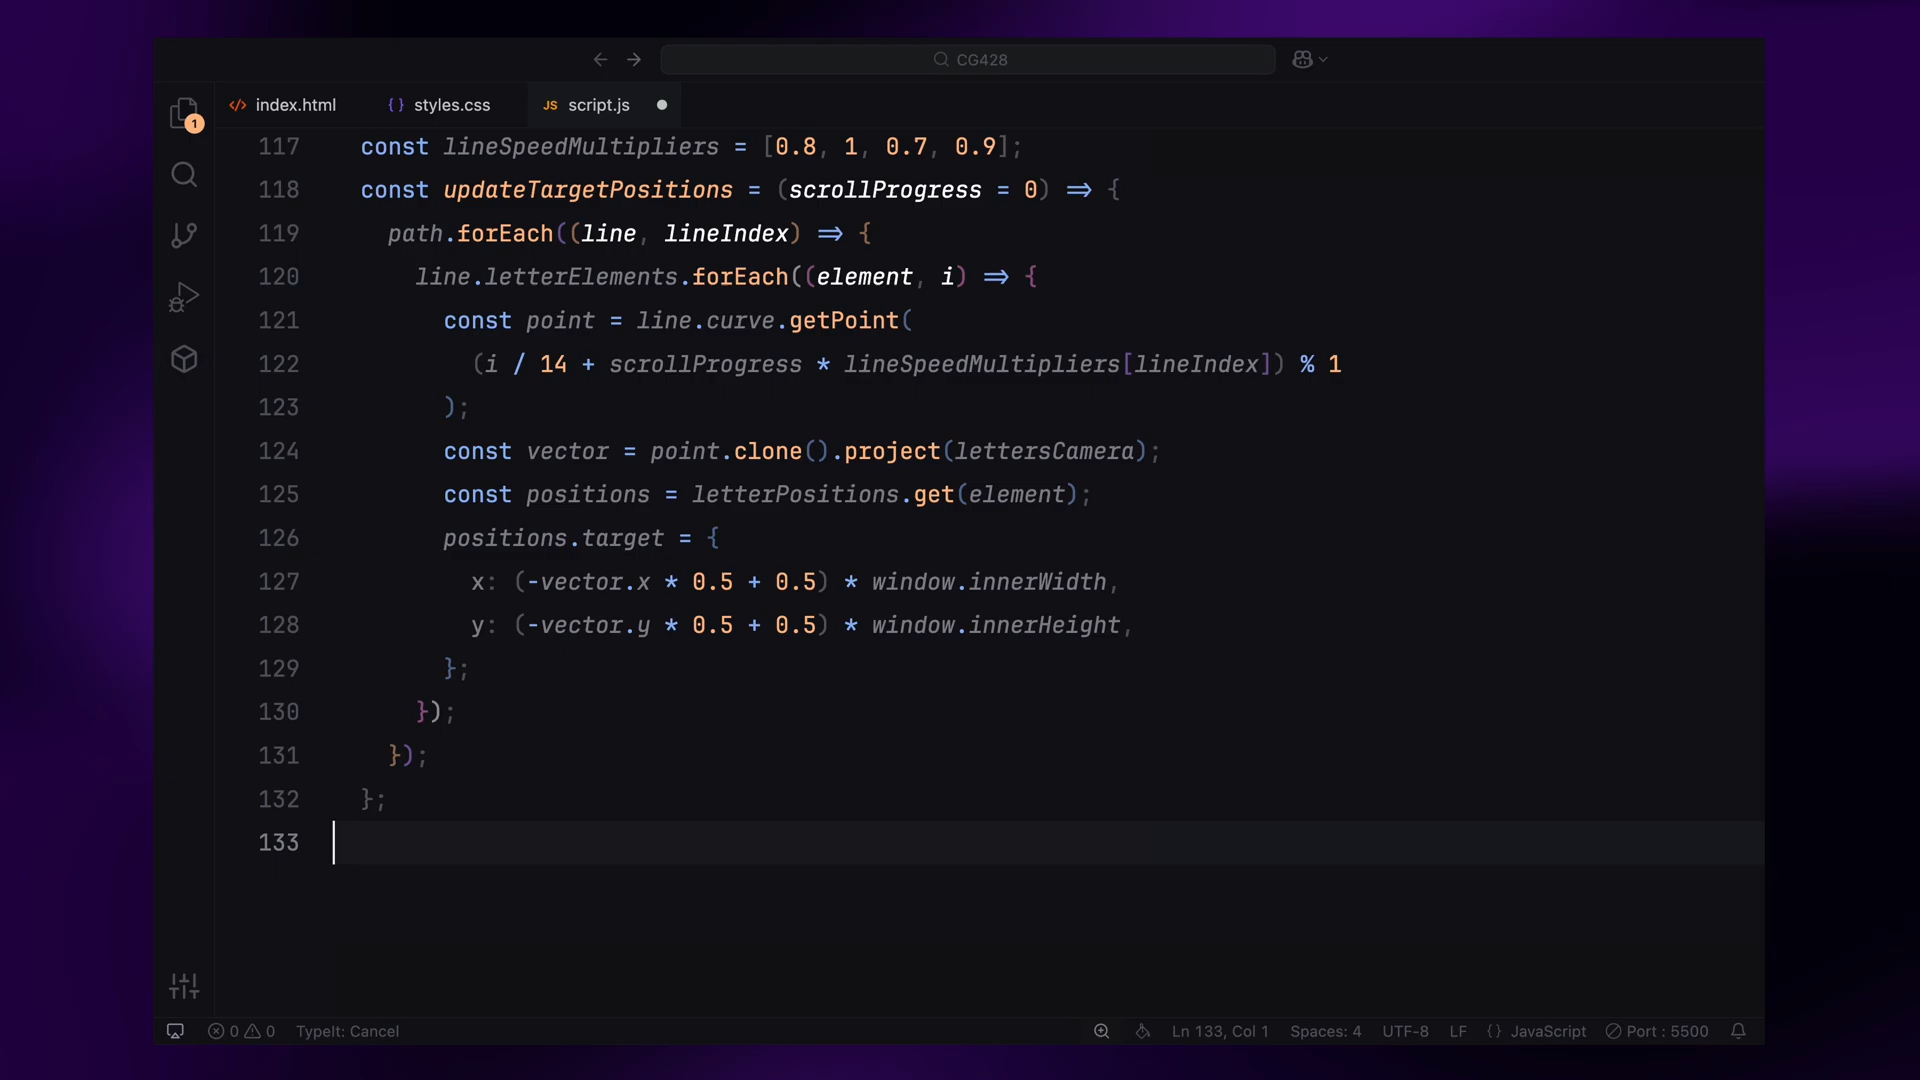 CG428
index.html
styles.css
JS script.js
1
117 const lineSpeedMultipliers = [0.8, 1, 0.7, 0.9];
118 const updateTargetPositions = (scrollProgress = 0) => {
119 path.forEach((line, lineIndex) => {
120 line.letterElements.forEach((element, i) => {
121 const point = line.curve.getPoint(
122 (i / 14 + scrollProgress * lineSpeedMultipliers[lineIndex]) % 1
123 );
124 const vector = point.clone().project(lettersCamera);
125 const positions = letterPositions.get(element);
126 positions.target = {
127 x: (-vector.x * 0.5 + 0.5) * window.innerWidth,
128 y: (-vector.y * 0.5 + 0.5) * window.innerHeight,
129 };
130 });
131 });
132 };
133
0 0 TypeIt: Cancel
Ln 133, Col 1 Spaces: 4 UTF-8 LF {} JavaScript Port : 5500